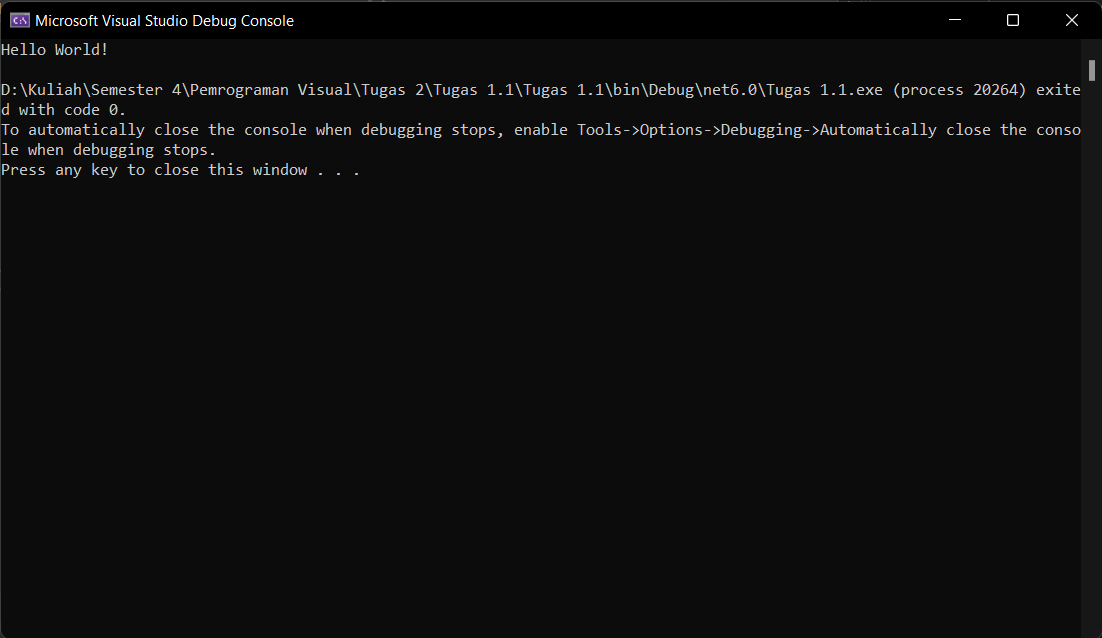 Microsoft Visual Studio Debug Console
Hello World!
D:\Kuliah\Semester 4\Pemrograman Visual\Tugas 2\Tugas 1.1\Tugas 1.1\bin\Debug\net6.0\Tugas 1.1.exe (process 20264) exite
d with code 0.
To automatically close the console when debugging stops, enable Tools->Options->Debugging->Automatically close the conso
le when debugging stops.
Press any key to close this window . . .